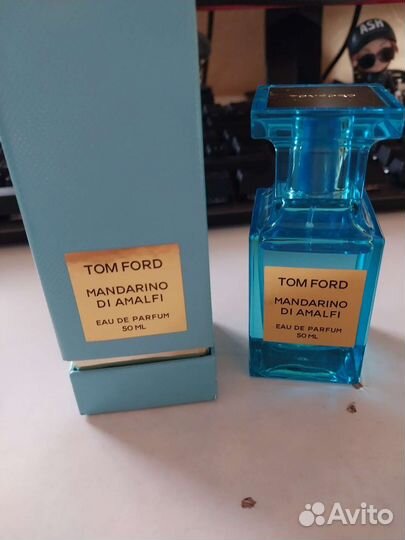 ASH
TOM FORD
MANDARINO
DI AMALFI
EAU DE PARFUM
50 ML
TOM FORD
MANDARINO
DI AMALFI
EAU DE PARFUM
50 ML
Avito